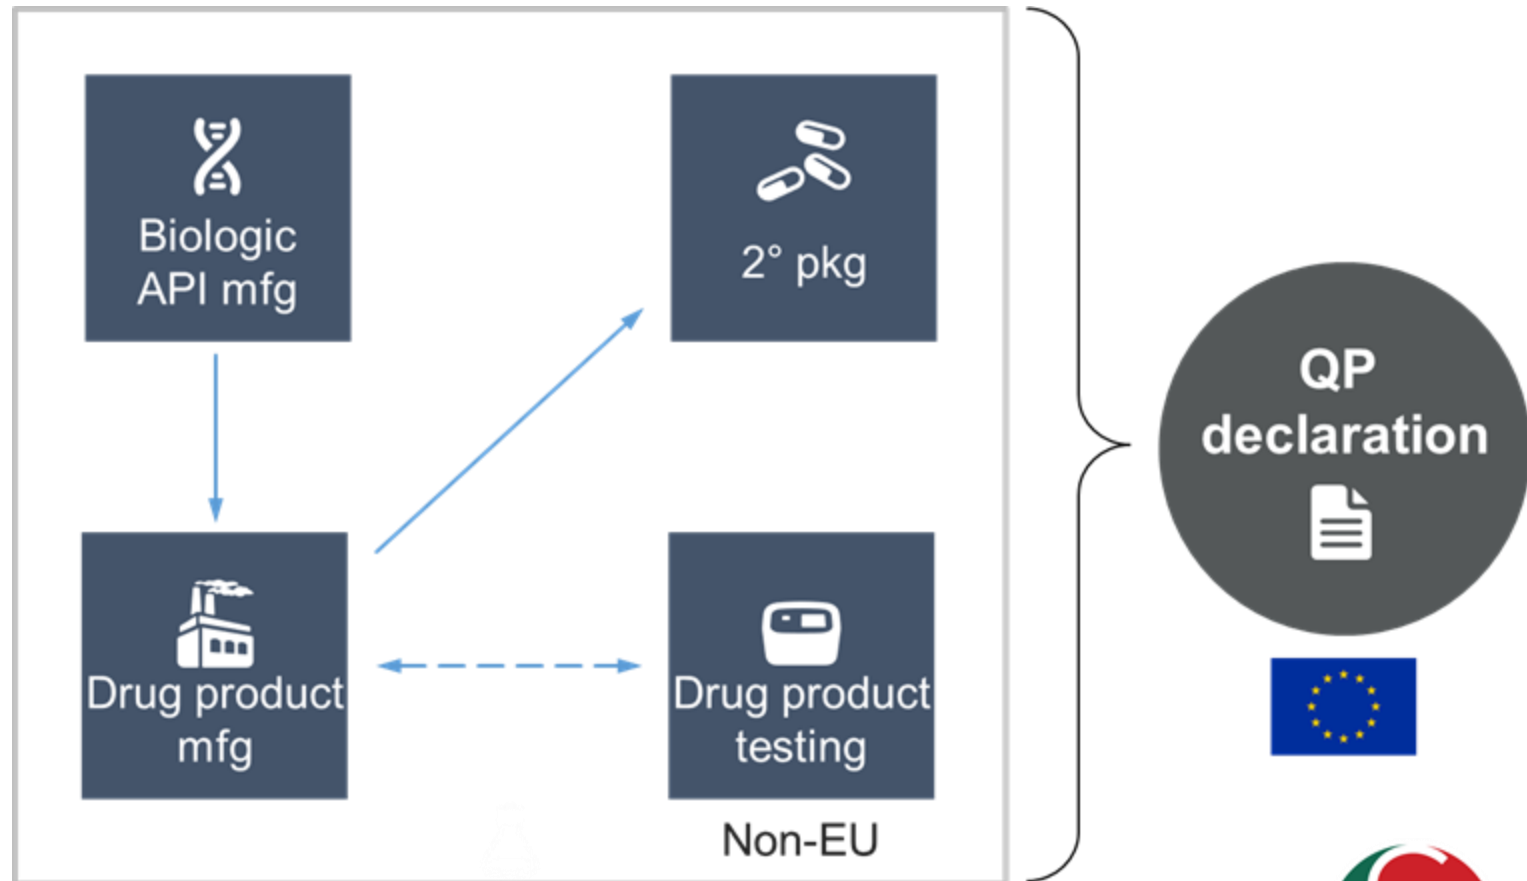 Biologic
API mfg
2° pkg
Drug product
mfg
Drug product
testing
Non-EU
QP
declaration